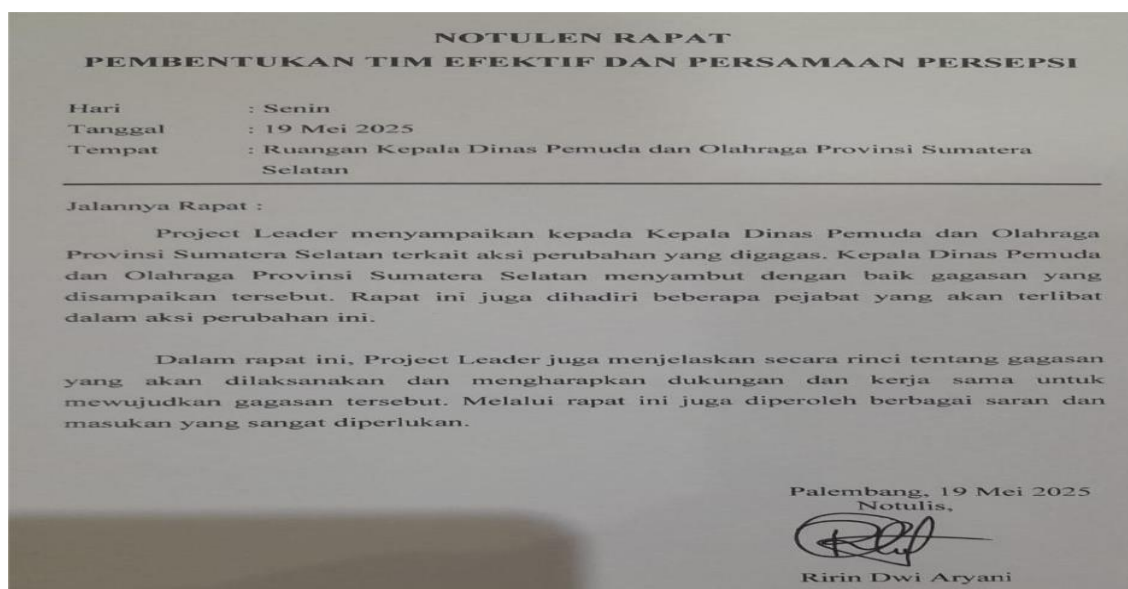 NOTULEN RAPAT
PEMBENTUKAN TIM EFEKTIF DAN PERSAMAAN PERSEPSI
Hari : Senin
Tanggal : 19 Mei 2025
Tempat : Ruangan Kepala Dinas Pemuda dan Olahraga Provinsi Sumatera
Selatan
Jalannya Rapat :
Project Leader menyampaikan kepada Kepala Dinas Pemuda dan Olahraga
Provinsi Sumatera Selatan terkait aksi perubahan yang digagas. Kepala Dinas Pemuda
dan Olahraga Provinsi Sumatera Selatan menyambut dengan baik gagasan yang
disampaikan tersebut. Rapat ini juga dihadiri beberapa pejabat yang akan terlibat
dalam aksi perubahan ini.
Dalam rapat ini, Project Leader juga menjelaskan secara rinci tentang gagasan
yang akan dilaksanakan dan mengharapkan dukungan dan kerja sama untuk
mewujudkan gagasan tersebut. Melalui rapat ini juga diperoleh berbagai saran dan
masukan yang sangat diperlukan.
Palembang, 19 Mei 2025
Notulis,
Ririn Dwi Aryani